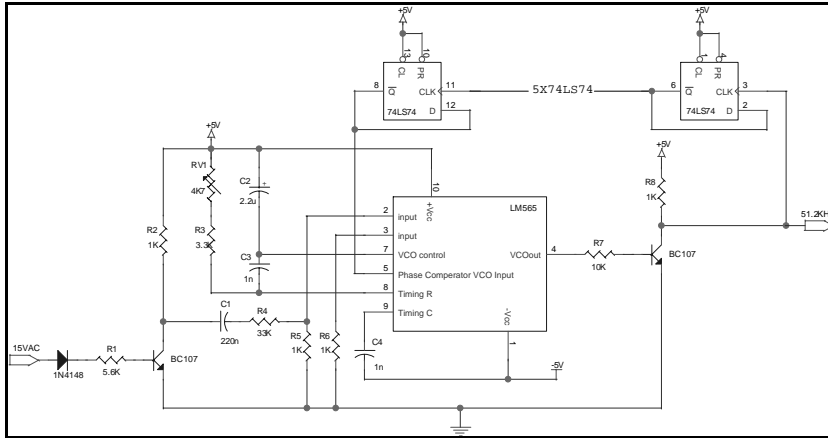 +5V
+5V
13
10
CL
PR
8
Q
CLK
11
D
12
74LS74
5X74LS74
1
4
CL
PR
6
Q
CLK
3
D
2
74LS74
+5V
+5V
RV1
4K7
C2
+
2.2u
R2
1K
R3
3.3k
C3
1n
10
+Vcc
LM565
2
input
3
input
7
VCO control
5
Phase Comperator VCO Input
8
Timing R
9
Timing C
VCOout
4
-Vcc
1
R7
10K
R8
1K
BC107
51.2KH
C1
220n
R4
33K
R5
1K
R6
1K
C4
1n
-5V
15VAC
1N4148
R1
5.6K
BC107